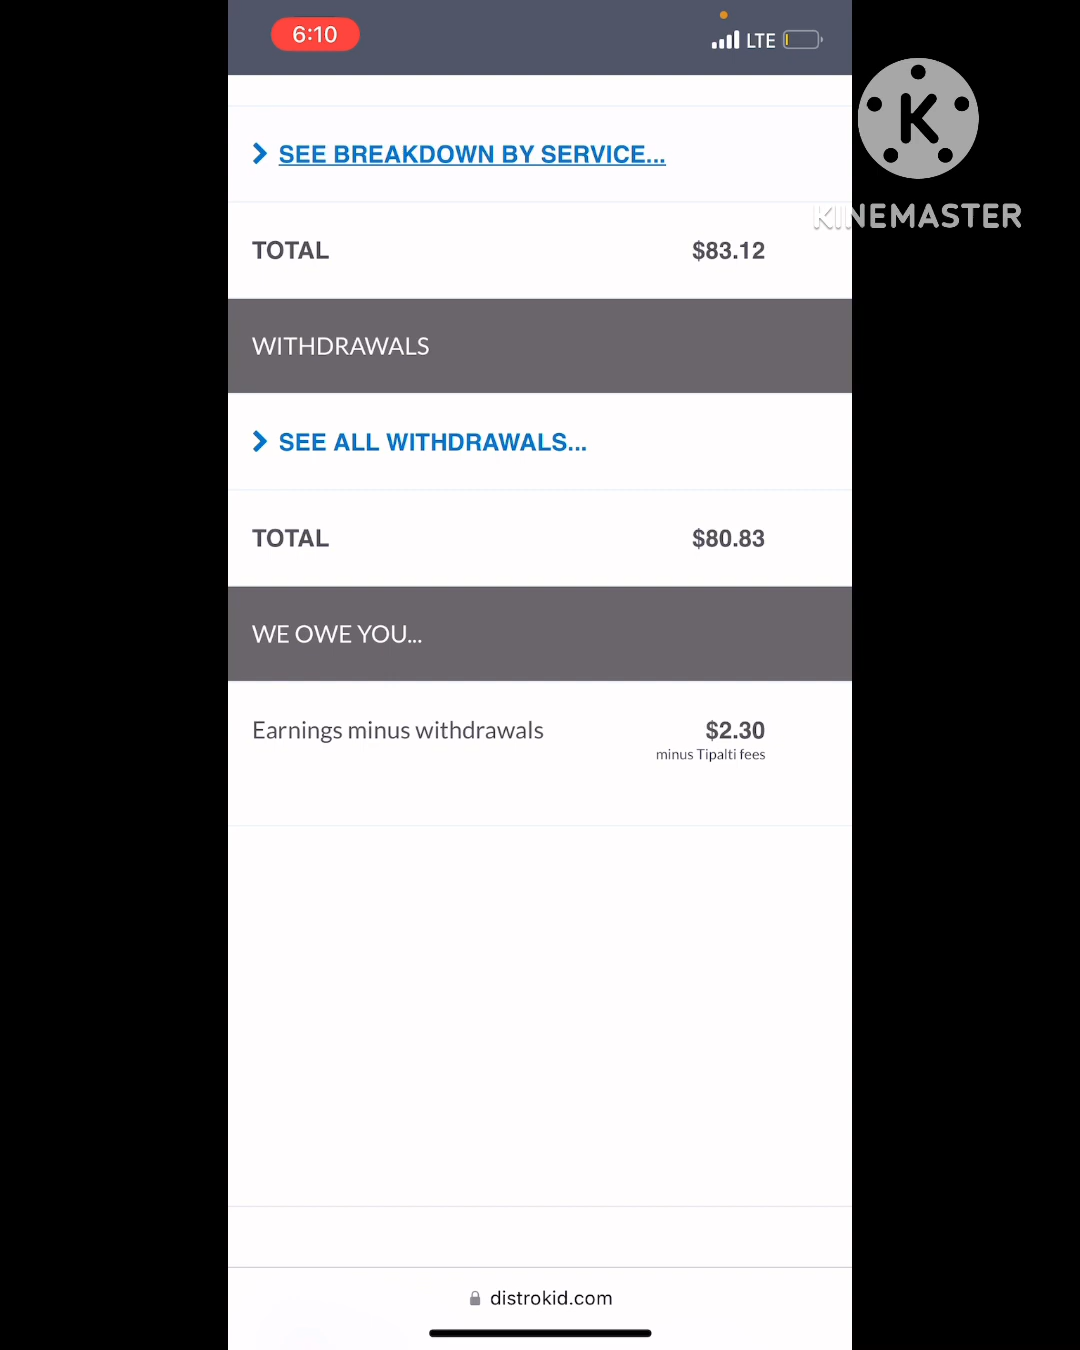 6:10
LTE
K
KINEMASTER
SEE BREAKDOWN BY SERVICE...
TOTAL $83.12
WITHDRAWALS
SEE ALL WITHDRAWALS...
TOTAL $80.83
WE OWE YOU...
Earnings minus withdrawals $2.30
minus Tipalti fees
distrokid.com